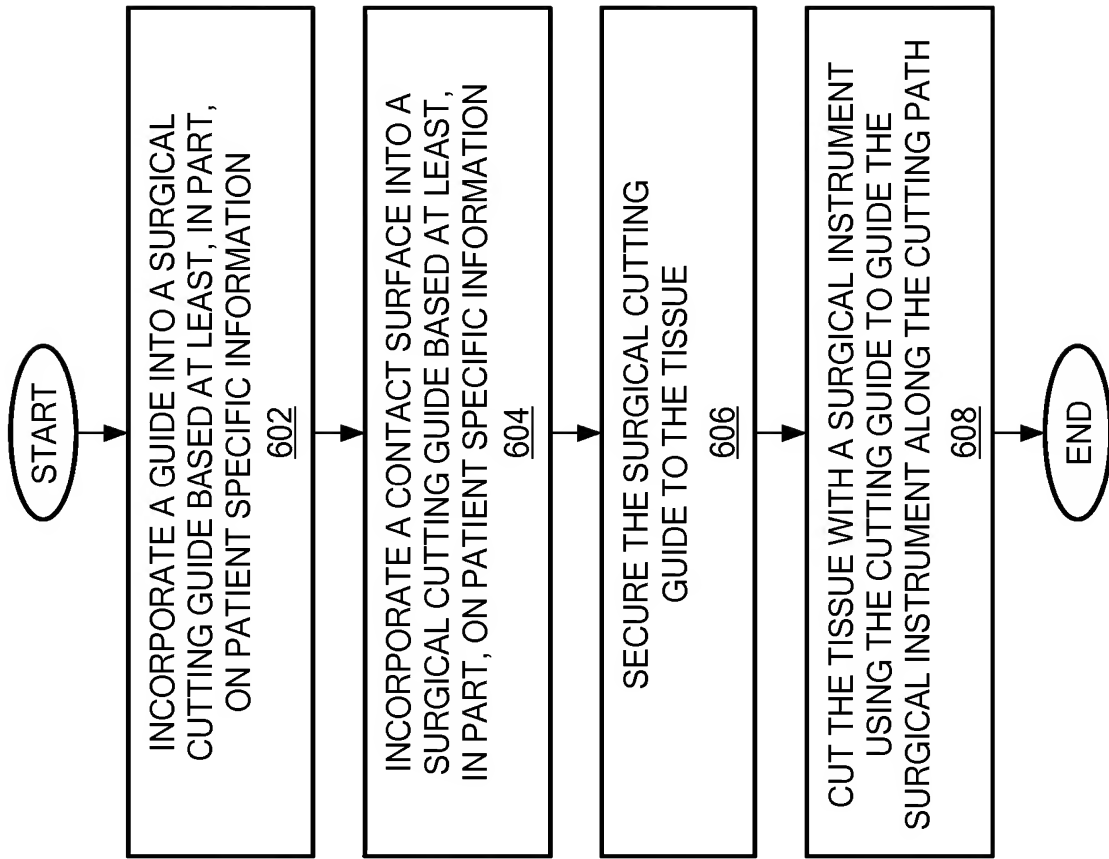 START
INCORPORATE A GUIDE INTO A SURGICAL
CUTTING GUIDE BASED AT LEAST, IN PART,
ON PATIENT SPECIFIC INFORMATION
602
INCORPORATE A CONTACT SURFACE INTO A
SURGICAL CUTTING GUIDE BASED AT LEAST,
IN PART, ON PATIENT SPECIFIC INFORMATION
604
SECURE THE SURGICAL CUTTING
GUIDE TO THE TISSUE
606
CUT THE TISSUE WITH A SURGICAL INSTRUMENT
USING THE CUTTING GUIDE TO GUIDE THE
SURGICAL INSTRUMENT ALONG THE CUTTING PATH
608
END